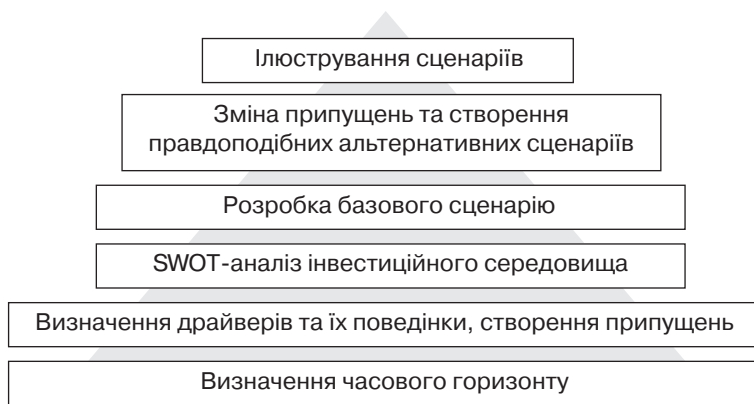 Ілюстрування сценаріїв
Зміна припущень та створення
правдоподібних альтернативних сценаріїв
Розробка базового сценарію
SWOT-аналіз інвестиційного середовища
Визначення драйверів та їх поведінки, створення припущень
Визначення часового горизонту